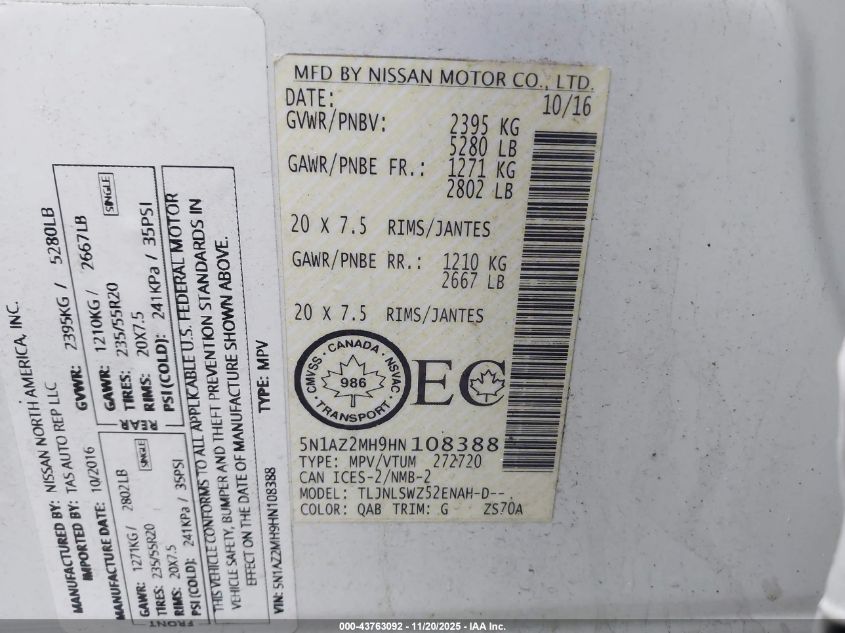 MFD BY NISSAN MOTOR CO., LTD.
DATE: 10/16
GVWR/PNBV: 2395 KG
5280 LB
GAWR/PNBE FR.: 1271 KG
2802 LB
20 X 7.5 RIMS/JANTES
GAWR/PNBE RR.: 1210 KG
2667 LB
20 X 7.5 RIMS/JANTES
CANADA
CMVSS · NSVAC
986
TRANSPORT
EC
5N1AZ2MH9HN108388
TYPE: MPV/VTUM 272720
CAN ICES-2/NMB-2
MODEL: TLJNLSWZ52ENAH-D--
COLOR: QAB TRIM: G ZS70A
MANUFACTURED BY: NISSAN NORTH AMERICA, INC.
IMPORTED BY: TAS AUTO REP LLC
MANUFACTURE DATE: 10/2016
GVWR: 2395KG / 5280LB
FRONT
GAWR: 1271KG / 2802LB
TIRES: 235/55R20 SINGLE
RIMS: 20X7.5
PSI (COLD): 241KPa / 35PSI
REAR
GAWR: 1210KG / 2667LB
TIRES: 235/55R20 SINGLE
RIMS: 20X7.5
PSI (COLD): 241KPa / 35PSI
THIS VEHICLE CONFORMS TO ALL APPLICABLE U.S. FEDERAL MOTOR
VEHICLE SAFETY, BUMPER AND THEFT PREVENTION STANDARDS IN
EFFECT ON THE DATE OF MANUFACTURE SHOWN ABOVE.
VIN: 5N1AZ2MH9HN108388 TYPE: MPV
000-43763092 - 11/20/2025 - IAA Inc.